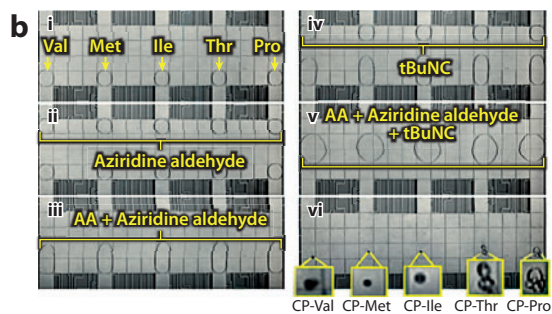 b
i
Val Met Ile Thr Pro
ii
Aziridine aldehyde
iii
AA + Aziridine aldehyde
iv
tBuNC
v
AA + Aziridine aldehyde
+ tBuNC
vi
CP-Val CP-Met CP-Ile CP-Thr CP-Pro